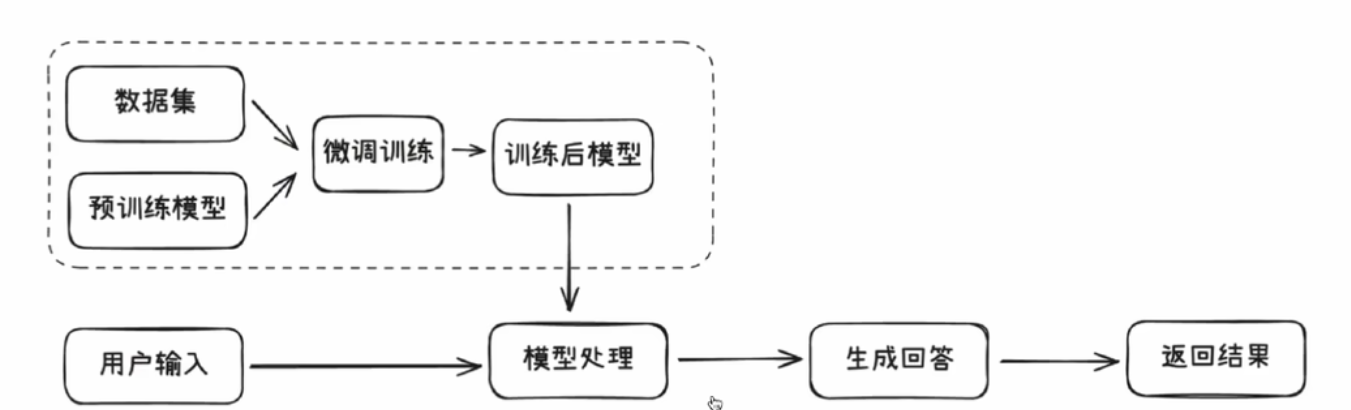 数据集
微调训练
训练后模型
预训练模型
用户输入
模型处理
生成回答
返回结果